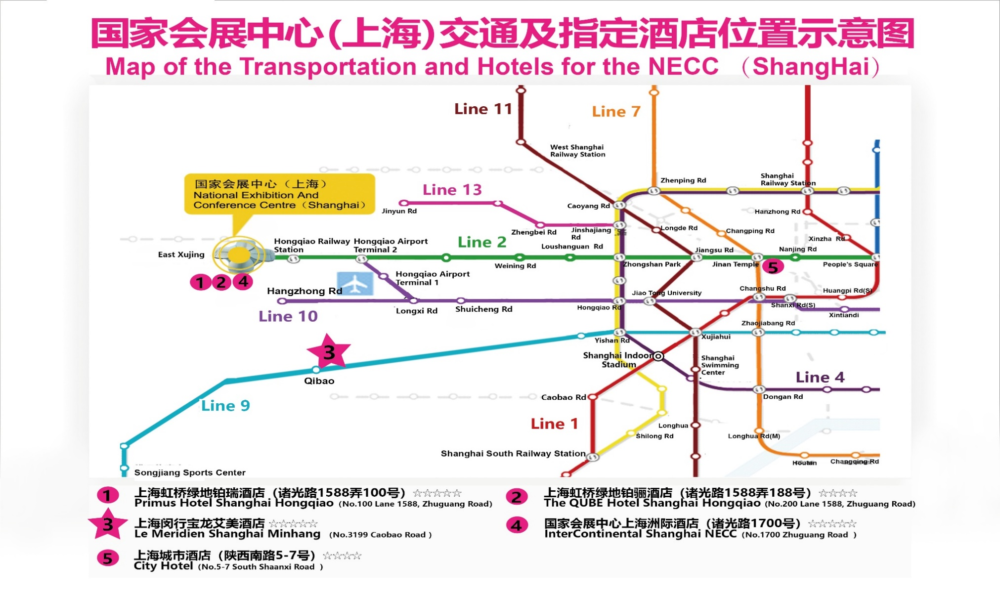 国家会展中心(上海)交通及指定酒店位置示意图
Map of the Transportation and Hotels for the NECC （ShangHai）
Line 11
Line 7
West Shanghai
Railway Station
Zhenping Rd
Shanghai
Railway Station
国家会展中心（上海）
National Exhibition And
Conference Centre（Shanghai）
Line 13
Jinyun Rd
Caoyang Rd
Hanzhong Rd
Zhengbei Rd
Jinshajiang
Rd
Longde Rd
Changping Rd
Xinzha Rd
Hongqiao Railway
Station
Hongqiao Airport
Terminal 2
Line 2
Loushanguan Rd
Jiangsu Rd
Nanjing Rd
East Xujing
Weining Rd
Zhongshan Park
Jinan Temple
5
People's Square
1 2 4
Hongqiao Airport
Terminal 1
Hangzhong Rd
Jiao Tong University
Changshu Rd
Huangpi Rd(S)
Line 10
Longxi Rd
Shuicheng Rd
Hongqiao Rd
Shanxi Rd(S)
Xintiandi
Zhaojiabang Rd
3
Yishan Rd
Xujiahui
Shanghai Indoor
Stadium
Shanghai
Swimming
Center
Qibao
Line 4
Line 9
Caobao Rd
Dongan Rd
Line 1
Longhua
Shilong Rd
Longhua Rd(M)
Shanghai South Railway Station
Houtan
Changqing Rd
Songjiang Sports Center
1 上海虹桥绿地铂瑞酒店（诸光路1588弄100号）☆☆☆☆☆
Primus Hotel Shanghai Hongqiao (No.100 Lane 1588, Zhuguang Road)
2 上海虹桥绿地铂骊酒店（诸光路1588弄188号）☆☆☆☆
The QUBE Hotel Shanghai Hongqiao (No.200 Lane 1588, Zhuguang Road)
3 上海闵行宝龙艾美酒店 ☆☆☆☆☆
Le Meridien Shanghai Minhang (No.3199 Caobao Road )
4 国家会展中心上海洲际酒店（诸光路1700号）☆☆☆☆☆
InterContinental Shanghai NECC (No.1700 Zhuguang Road )
5 上海城市酒店（陕西南路5-7号）☆☆☆☆
City Hotel (No.5-7 South Shaanxi Road )